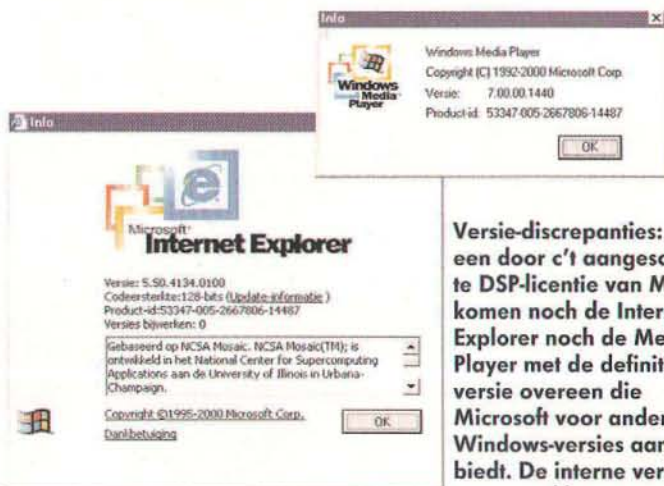 Info
Windows Media Player
Windows Media Player
Copyright (C) 1992-2000 Microsoft Corp.
Versie: 7.00.00.1440
Product-id: 53347-005-2667806-14487
OK
Info
Microsoft
Internet Explorer
Versie: 5.50.4134.0100
Codeersterkte:128-bits (Update-informatie )
Product-id:53347-005-2667806-14487
Versies bijwerken: 0
Gebaseerd op NCSA Mosaic. NCSA Mosaic(TM); is
ontwikkeld in het National Center for Supercomputing
Applications aan de University of Illinois in Urbana-
Champaign.
Copyright ©1995-2000 Microsoft Corp.
OK
Dankbetuiging
Versie-discrepanties:
een door c't aangesc
te DSP-licentie van M
komen noch de Inter
Explorer noch de Me
Player met de definit
versie overeen die
Microsoft voor ander
Windows-versies aan
biedt. De interne ver